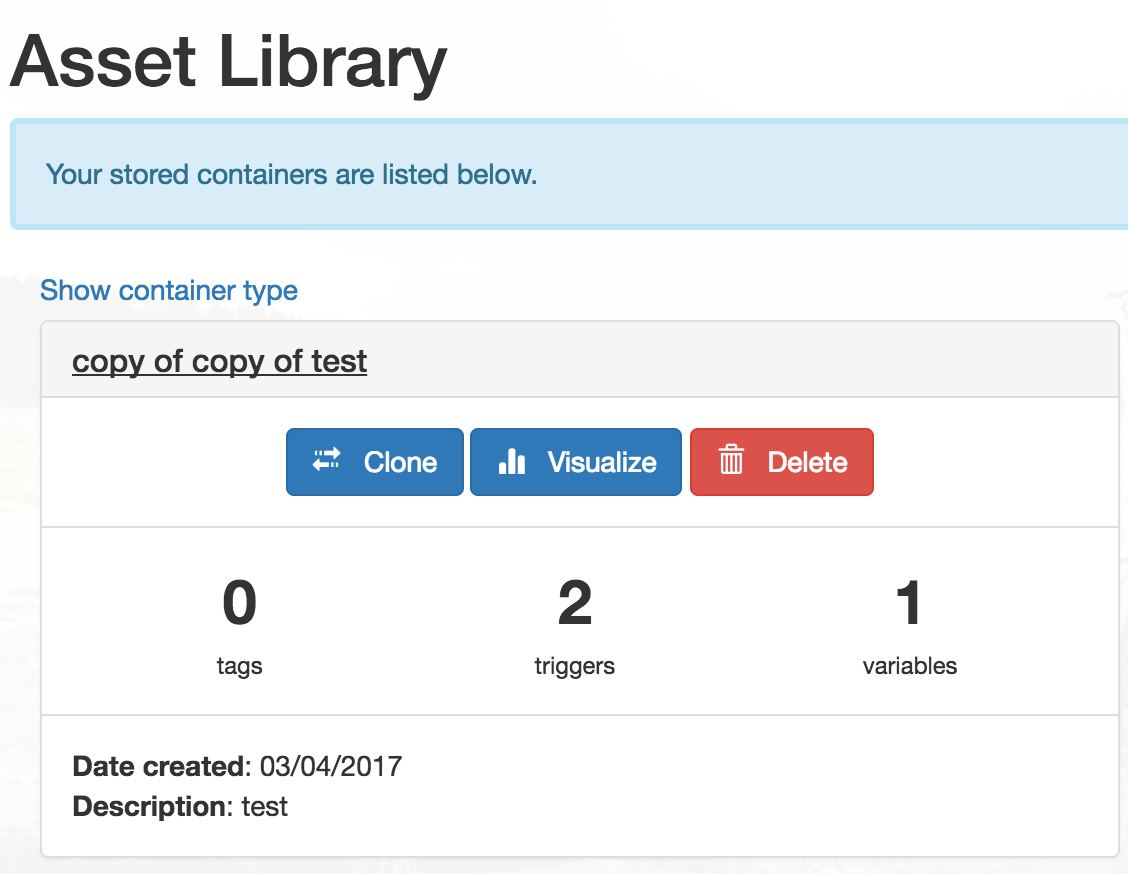 Asset Library
Your stored containers are listed below.
Show container type
copy of copy of test
Clone Visualize Delete
0 2 1
tags triggers variables
Date created: 03/04/2017
Description: test